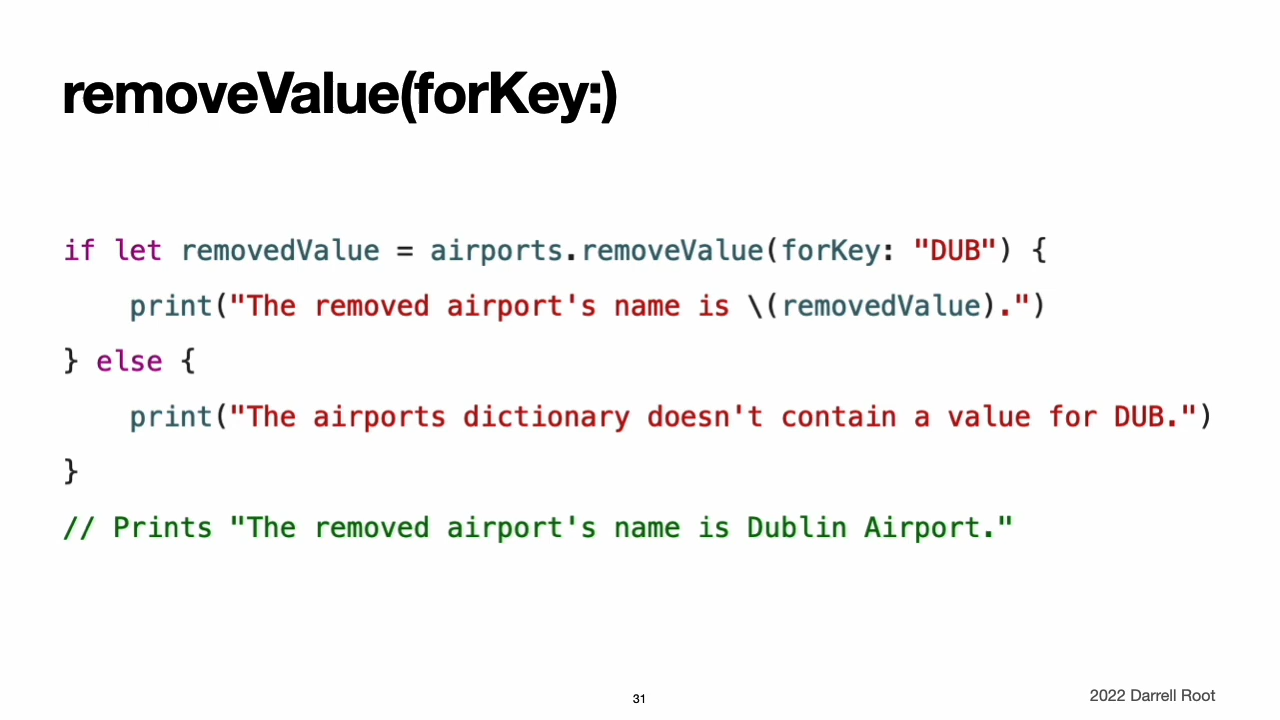 removeValue(forKey:)
if let removedValue = airports.removeValue(forKey: "DUB") {
    print("The removed airport's name is \(removedValue).")
} else {
    print("The airports dictionary doesn't contain a value for DUB.")
}
// Prints "The removed airport's name is Dublin Airport."
31
2022 Darrell Root